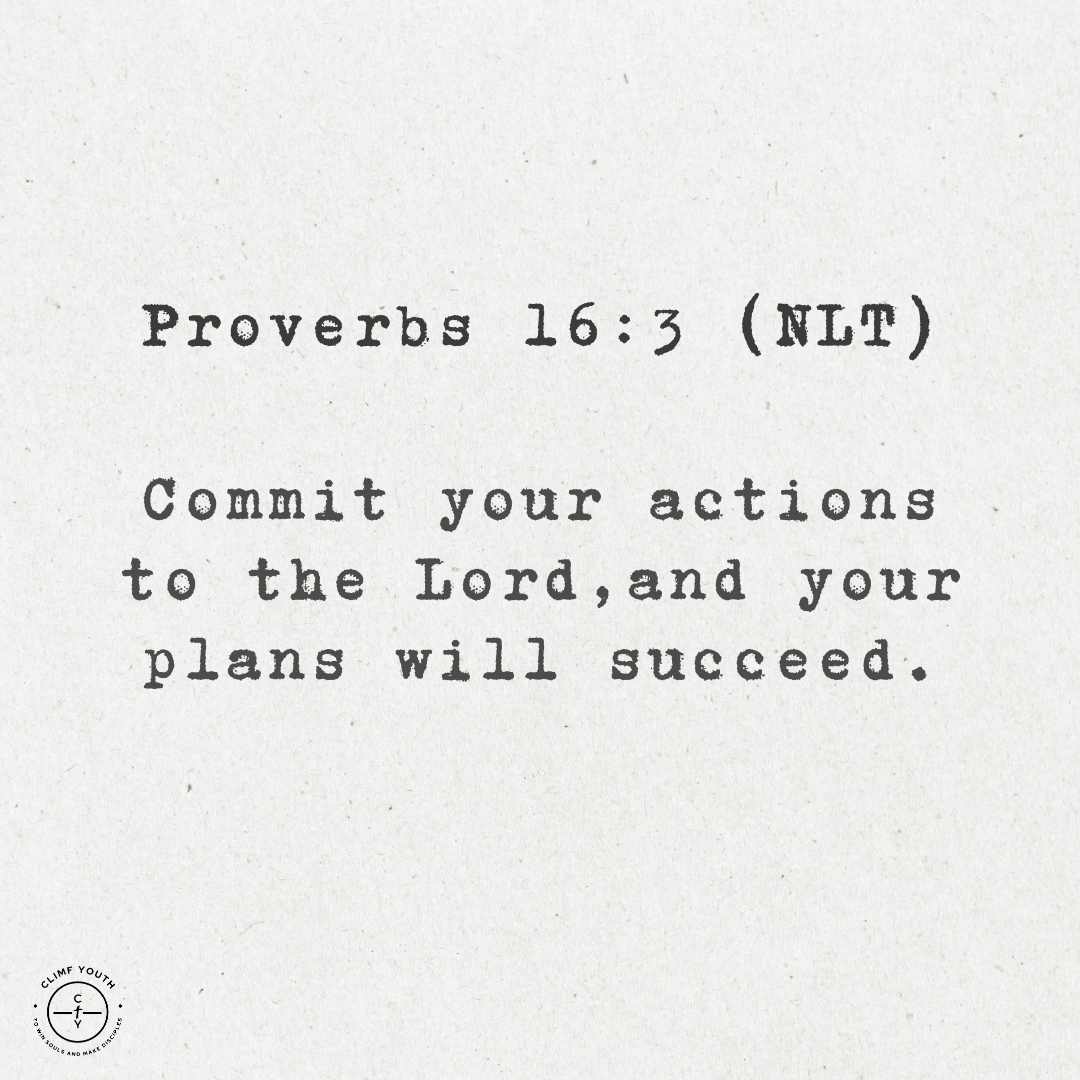 Proverbs 16:3 (NLT)
Commit your actions
to the Lord,and your
plans will succeed.
CLIMF YOUTH
C
f
Y
TO WIN SOULS AND MAKE DISCIPLES